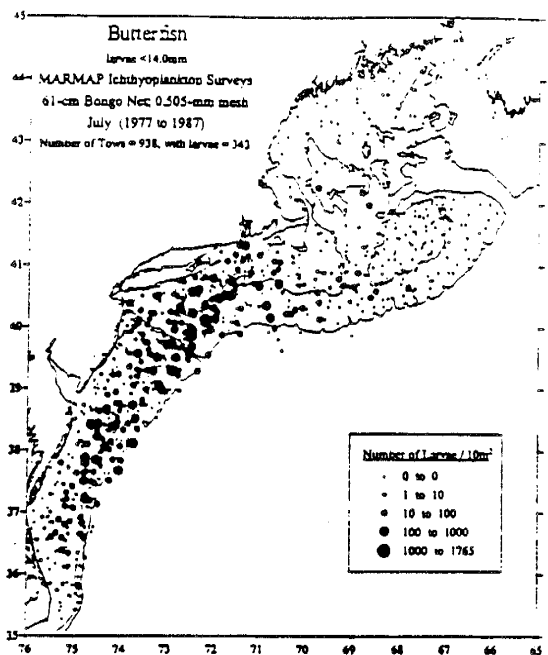 Butterfish
larvae <14.0mm
MARMAP Ichthyoplankton Surveys
61-cm Bongo Net; 0.505-mm mesh
July (1977 to 1987)
Number of Tows = 938, with larvae = 343
45
44
43
42
41
40
39
38
37
36
35
76 75 74 73 72 71 70 69 68 67 66 65
Number of Larvae / 10m²
0 to 0
1 to 10
10 to 100
100 to 1000
1000 to 1765